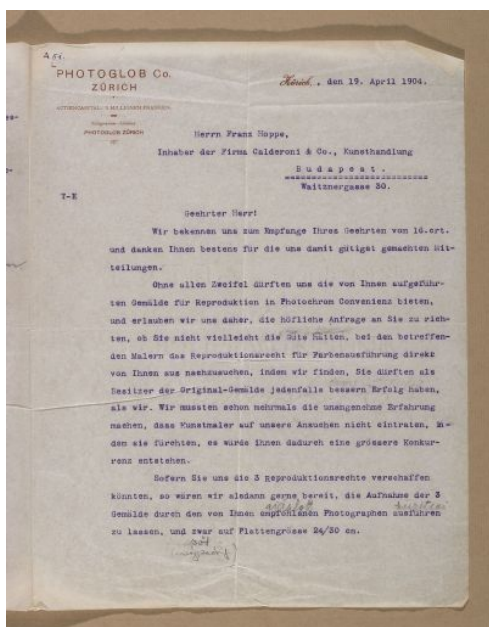 PHOTOGLOB Co.
ZÜRICH
PHOTOGLOB ZÜRICH
Zürich, den 19. April 1904.
Herrn Franz Hoppe,
Inhaber der Firma Calderoni & Co., Kunsthandlung
Budapest.
Waitznergasse 30.
Y-E
Geehrter Herr!
Wir bekennen uns zum Empfange Ihres Geehrten vom 16.crt.
und danken Ihnen bestens für die uns damit gütigst gemachten Mit-
teilungen.
Ohne allen Zweifel dürften uns die von Ihnen aufgeführ-
ten Gemälde für Reproduktion in Photochrom Convenienz bieten,
und erlauben wir uns daher, die höfliche Anfrage an Sie zu rich-
ten, ob Sie nicht vielleicht die Güte hätten, bei den betreffen-
den Malern das Reproduktionsrecht für Farbenausführung direkt
von Ihnen aus nachzusuchen, indem wir finden, Sie dürften als
Besitzer der Original-Gemälde jedenfalls bessern Erfolg haben,
als wir. Wir mussten schon mehrmals die unangenehme Erfahrung
machen, dass Kunstmaler auf unsere Ansuchen nicht eintraten, in-
dem sie fürchten, es würde ihnen dadurch eine grössere Konkur-
renz entstehen.
Sofern Sie uns die 3 Reproduktionsrechte verschaffen
könnten, so wären wir alsdann gerne bereit, die Aufnahme der 3
Gemälde durch den von Ihnen empfohlenen Photographen ausführen
zu lassen, und zwar auf Plattengrösse 24/30 cm.